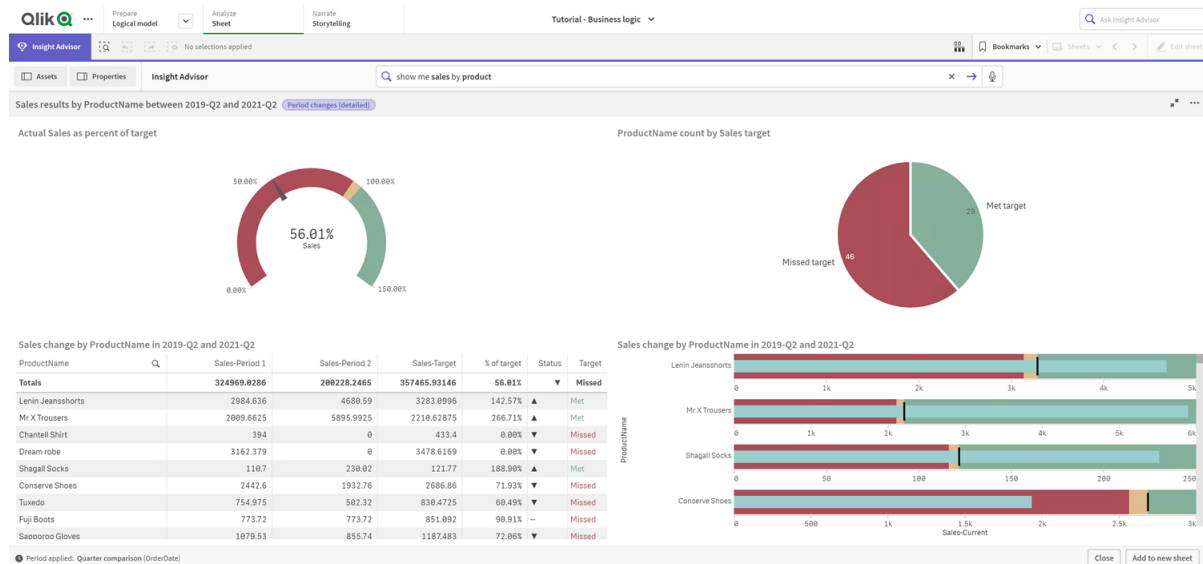 Qlik
Prepare
Logical model
Analyze
Sheet
Narrate
Storytelling
Tutorial - Business logic
Ask Insight Advisor
Insight Advisor
No selections applied
Bookmarks
Sheets
Edit sheet
Assets
Properties
Insight Advisor
show me sales by product
Sales results by ProductName between 2019-Q2 and 2021-Q2 Period changes (detailed)
Actual Sales as percent of target
50.00%
100.00%
56.01%
Sales
0.00%
150.00%
ProductName count by Sales target
Met target
Missed target
46
Sales change by ProductName in 2019-Q2 and 2021-Q2
ProductName Sales-Period 1 Sales-Period 2 Sales-Target % of target Status Target
Totals 324969.0286 200228.2465 357465.93146 56.01% ▼ Missed
Lenin Jeansshorts 2984.636 4680.59 3283.0996 142.57% ▲ Met
Mr X Trousers 2009.6625 5895.9925 2210.62875 266.71% ▲ Met
Chantell Shirt 394 0 433.4 0.00% ▼ Missed
Dream robe 3162.379 0 3478.6169 0.00% ▼ Missed
Shagall Socks 110.7 230.02 121.77 188.90% ▲ Met
Conserve Shoes 2442.6 1932.76 2686.86 71.93% ▼ Missed
Tuxedo 754.975 502.32 830.4725 60.49% ▼ Missed
Fuji Boots 773.72 773.72 851.092 90.91% -- Missed
Sapporoo Gloves 1079.53 855.74 1187.483 72.06% ▼ Missed
Sales change by ProductName in 2019-Q2 and 2021-Q2
ProductName
Lenin Jeansshorts
0 1k 2k 3k 4k 5k
Mr X Trousers
0 1k 2k 3k 4k 5k 6k
Shagall Socks
0 50 100 150 200 250
Conserve Shoes
0 500 1k 1.5k 2k 2.5k 3k
Sales-Current
Period applied: Quarter comparison (OrderDate)
Close
Add to new sheet